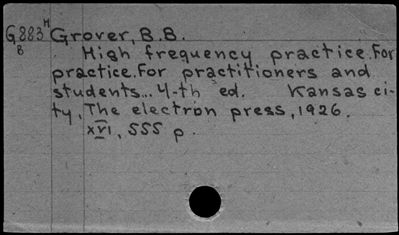 G883 H Grover, B.B.
B High frequency practice. For
practice. For practitioners and
students... 4-th ed. Kansas ci-
ty, The electron press, 1926.
xvi, 555 p.